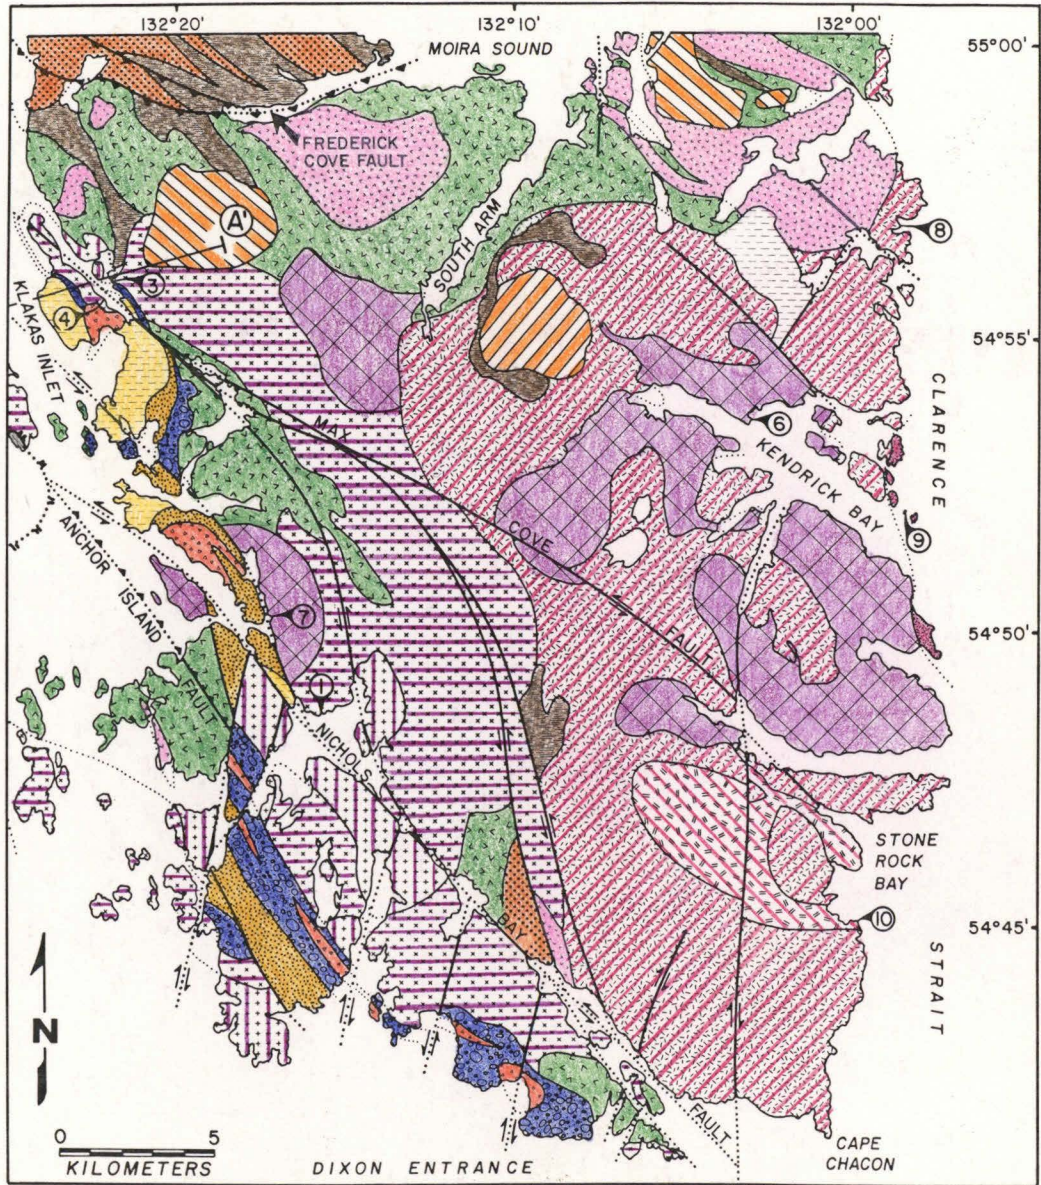 132°20' 132°10' 132°00'
MOIRA SOUND
55°00'
FREDERICK
COVE FAULT
A'
SOUTH ARM
8
3
4
KLAKAS INLET
54°55'
CLARENCE
MAX
6
KENDRICK
BAY
9
COVE
ANCHOR
ISLAND
FAULT
7
FAULT
54°50'
1
NICHOLS
STONE
ROCK
BAY
BAY
10
54°45'
STRAIT
N
0 5
KILOMETERS
DIXON ENTRANCE
FAULT
CAPE
CHACON